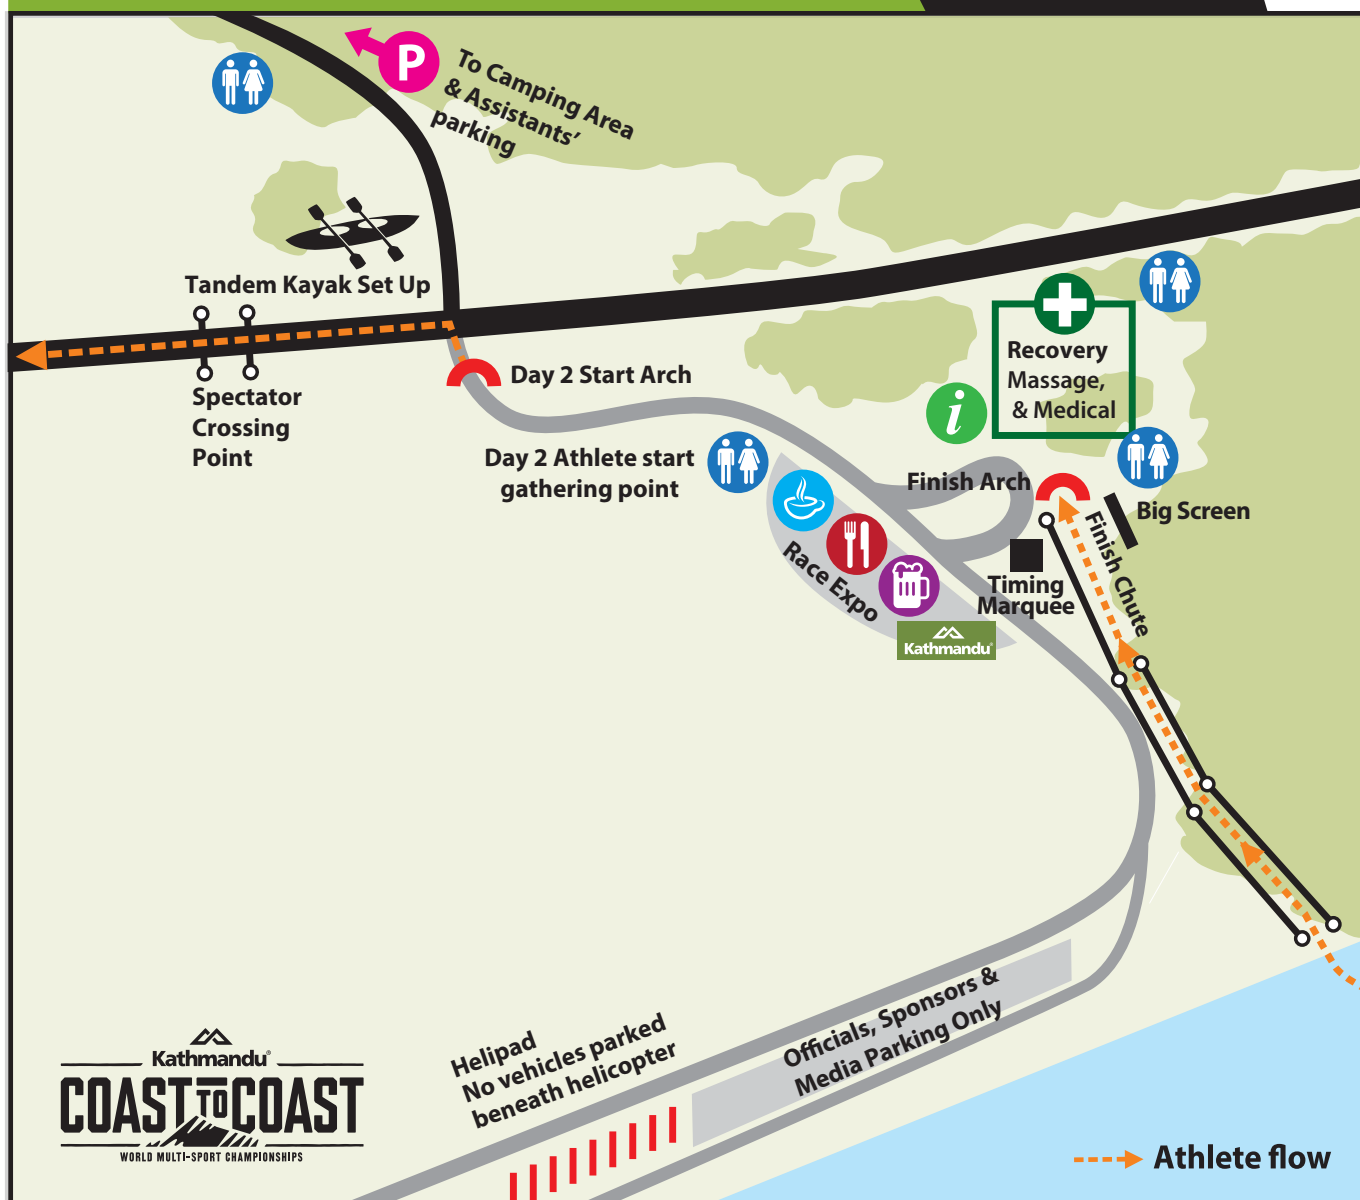 P
To Camping Area
& Assistants'
parking
Tandem Kayak Set Up
Spectator
Crossing
Point
Day 2 Start Arch
Day 2 Athlete start
gathering point
Recovery
Massage,
& Medical
i
Finish Arch
Big Screen
Finish Chute
Timing
Marquee
Race Expo
Kathmandu®
Helipad
No vehicles parked
beneath helicopter
Officials, Sponsors &
Media Parking Only
Kathmandu®
COAST TO COAST
WORLD MULTI-SPORT CHAMPIONSHIPS
Athlete flow